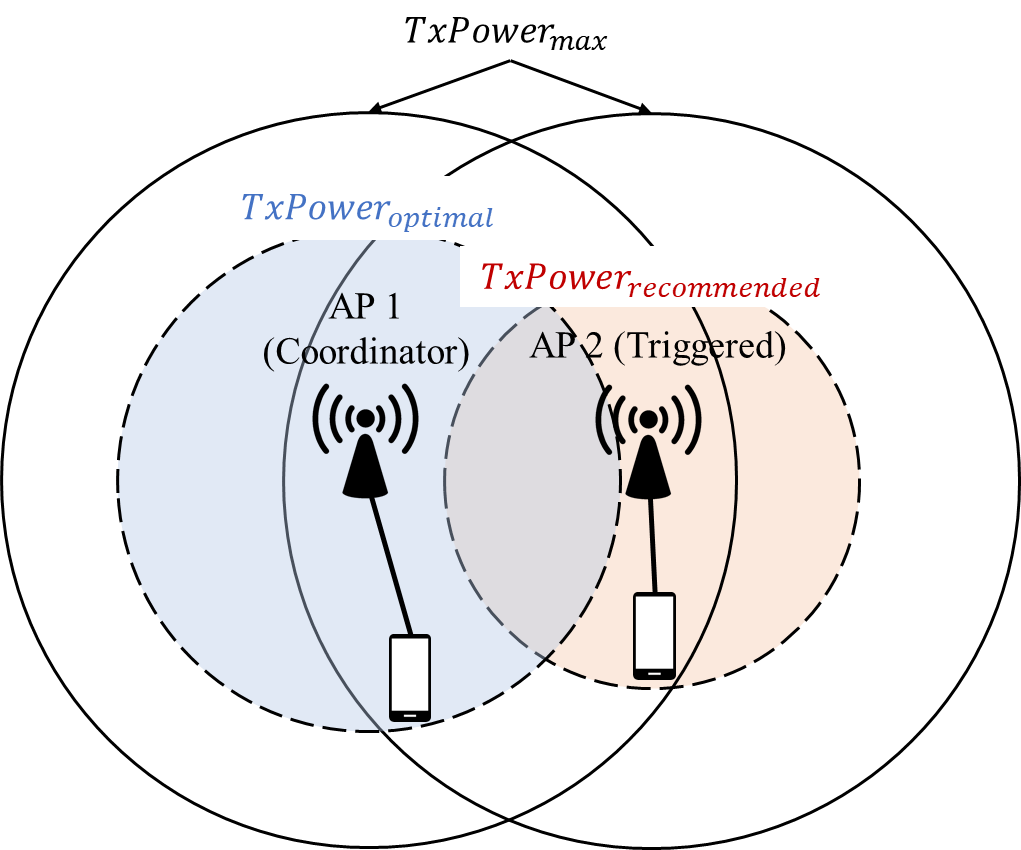 TxPower_max
TxPower_optimal
TxPower_recommended
AP 1
(Coordinator)
AP 2 (Triggered)